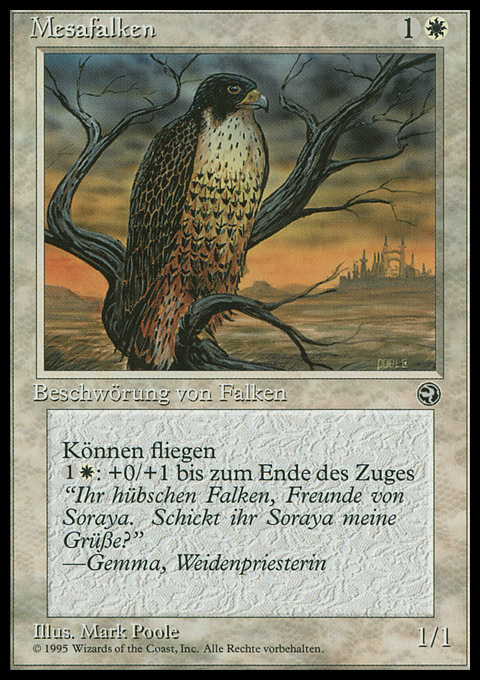 Mesafalken 1
POOLE
Beschwörung von Falken
Können fliegen
1: +0/+1 bis zum Ende des Zuges
“Ihr hübschen Falken, Freunde von
Soraya. Schickt ihr Soraya meine
Grüße?”
—Gemma, Weidenpriesterin
Illus. Mark Poole 1/1
© 1995 Wizards of the Coast, Inc. Alle Rechte vorbehalten.